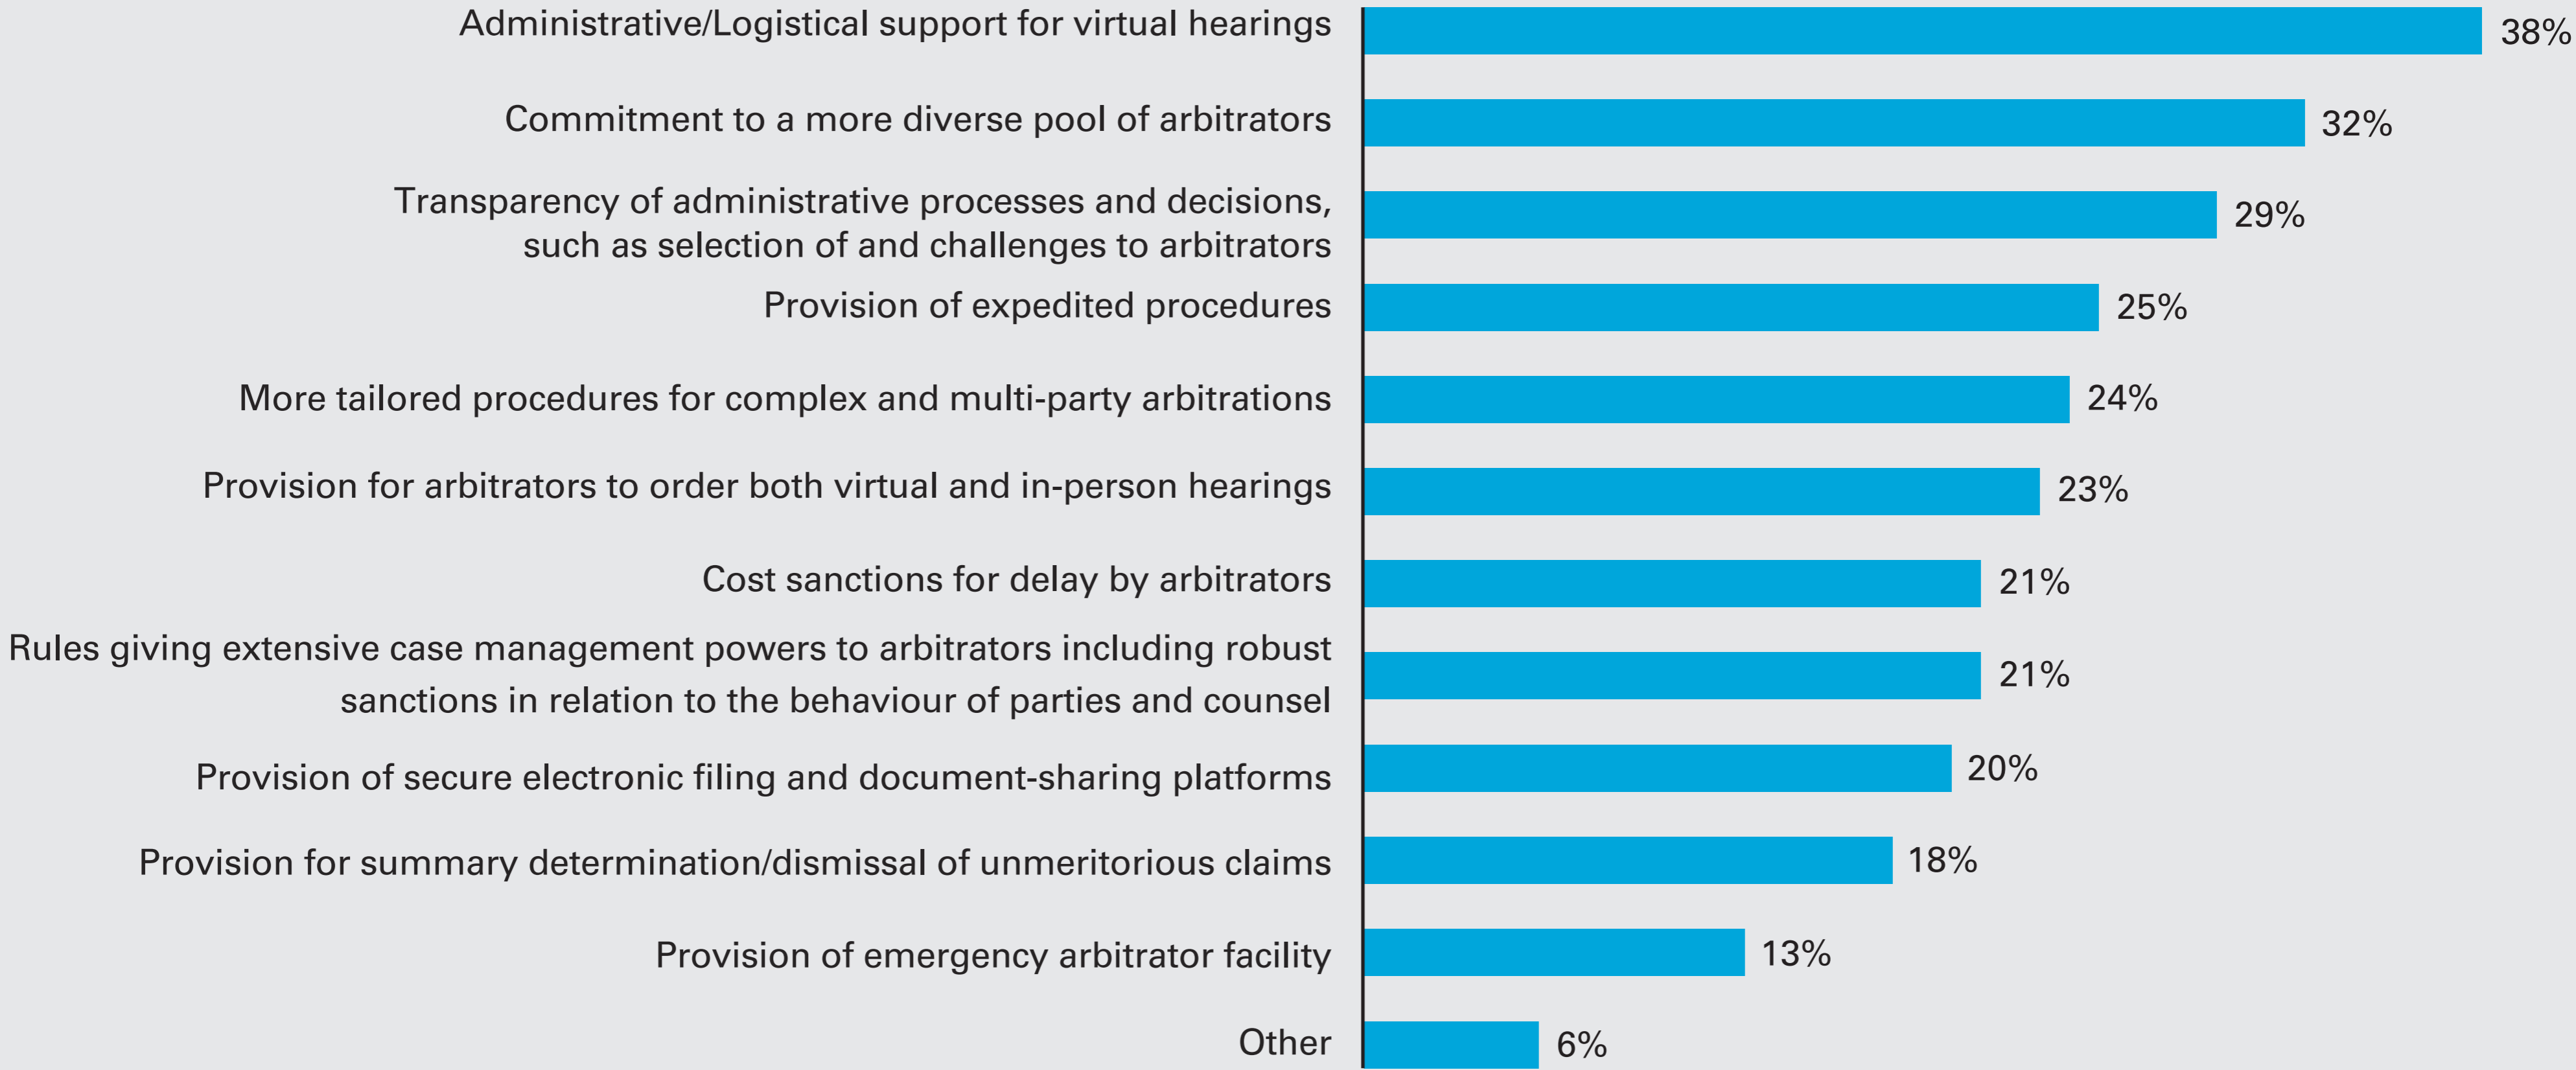 Administrative/Logistical support for virtual hearings 38%
Commitment to a more diverse pool of arbitrators 32%
Transparency of administrative processes and decisions,
such as selection of and challenges to arbitrators 29%
Provision of expedited procedures 25%
More tailored procedures for complex and multi-party arbitrations 24%
Provision for arbitrators to order both virtual and in-person hearings 23%
Cost sanctions for delay by arbitrators 21%
Rules giving extensive case management powers to arbitrators including robust
sanctions in relation to the behaviour of parties and counsel 21%
Provision of secure electronic filing and document-sharing platforms 20%
Provision for summary determination/dismissal of unmeritorious claims 18%
Provision of emergency arbitrator facility 13%
Other 6%